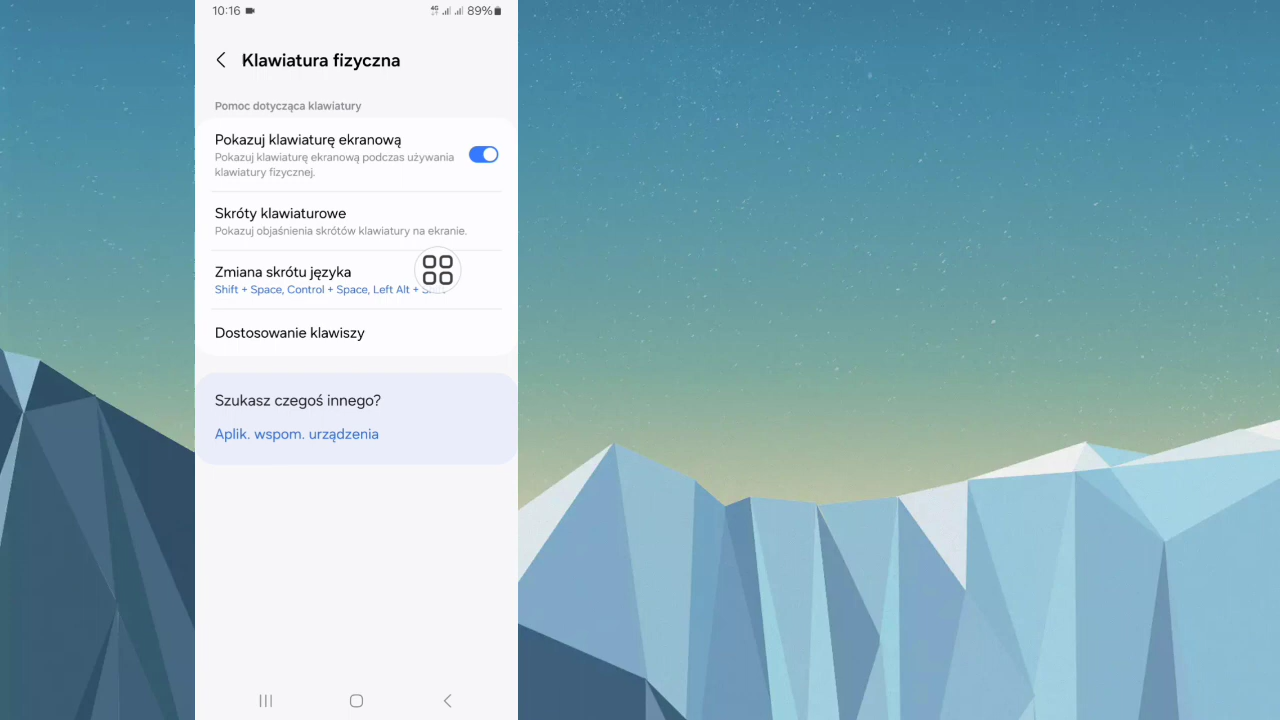 10:16
4G 89%
Klawiatura fizyczna
Pomoc dotycząca klawiatury
Pokazuj klawiaturę ekranową
Pokazuj klawiaturę ekranową podczas używania
klawiatury fizycznej.
Skróty klawiaturowe
Pokazuj objaśnienia skrótów klawiatury na ekranie.
Zmiana skrótu języka
Shift + Space, Control + Space, Left Alt +
Dostosowanie klawiszy
Szukasz czegoś innego?
Aplik. wspom. urządzenia